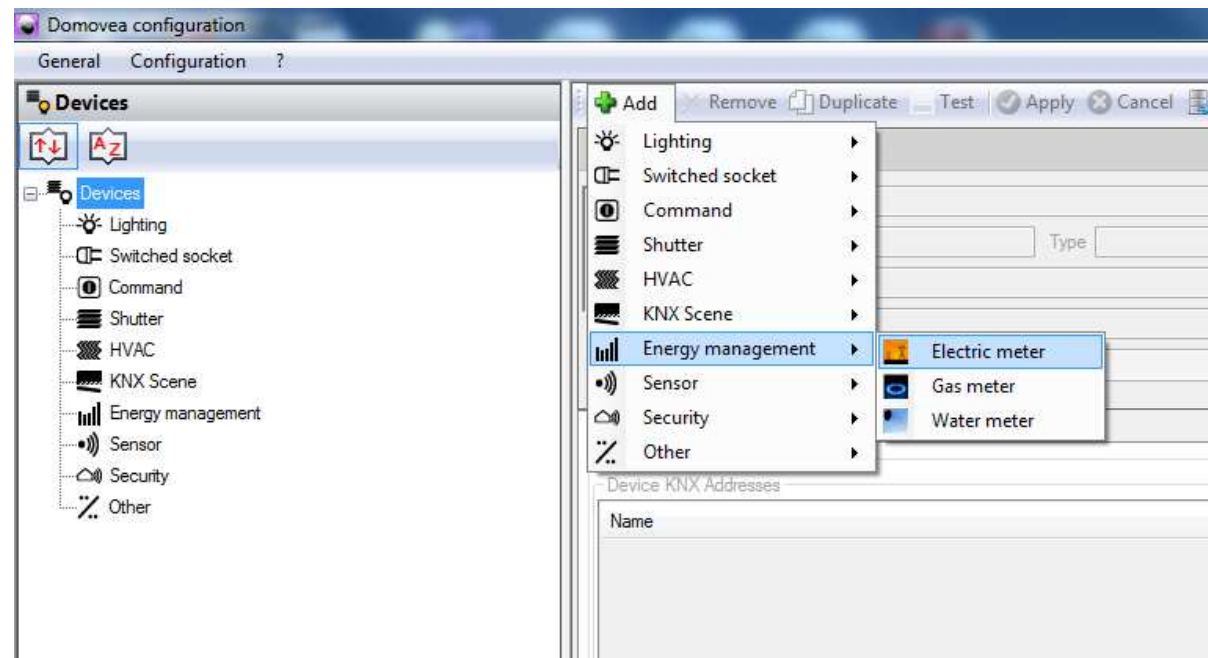 Domovea configuration
General Configuration ?
Devices
Add Remove Duplicate Test Apply Cancel
A Z
Devices
Lighting
Switched socket
Command
Shutter
HVAC
KNX Scene
Energy management
Sensor
Security
Other
Lighting
Switched socket
Command
Shutter
HVAC
KNX Scene
Energy management
Sensor
Security
Other
Electric meter
Gas meter
Water meter
Type
Device KNX Addresses
Name